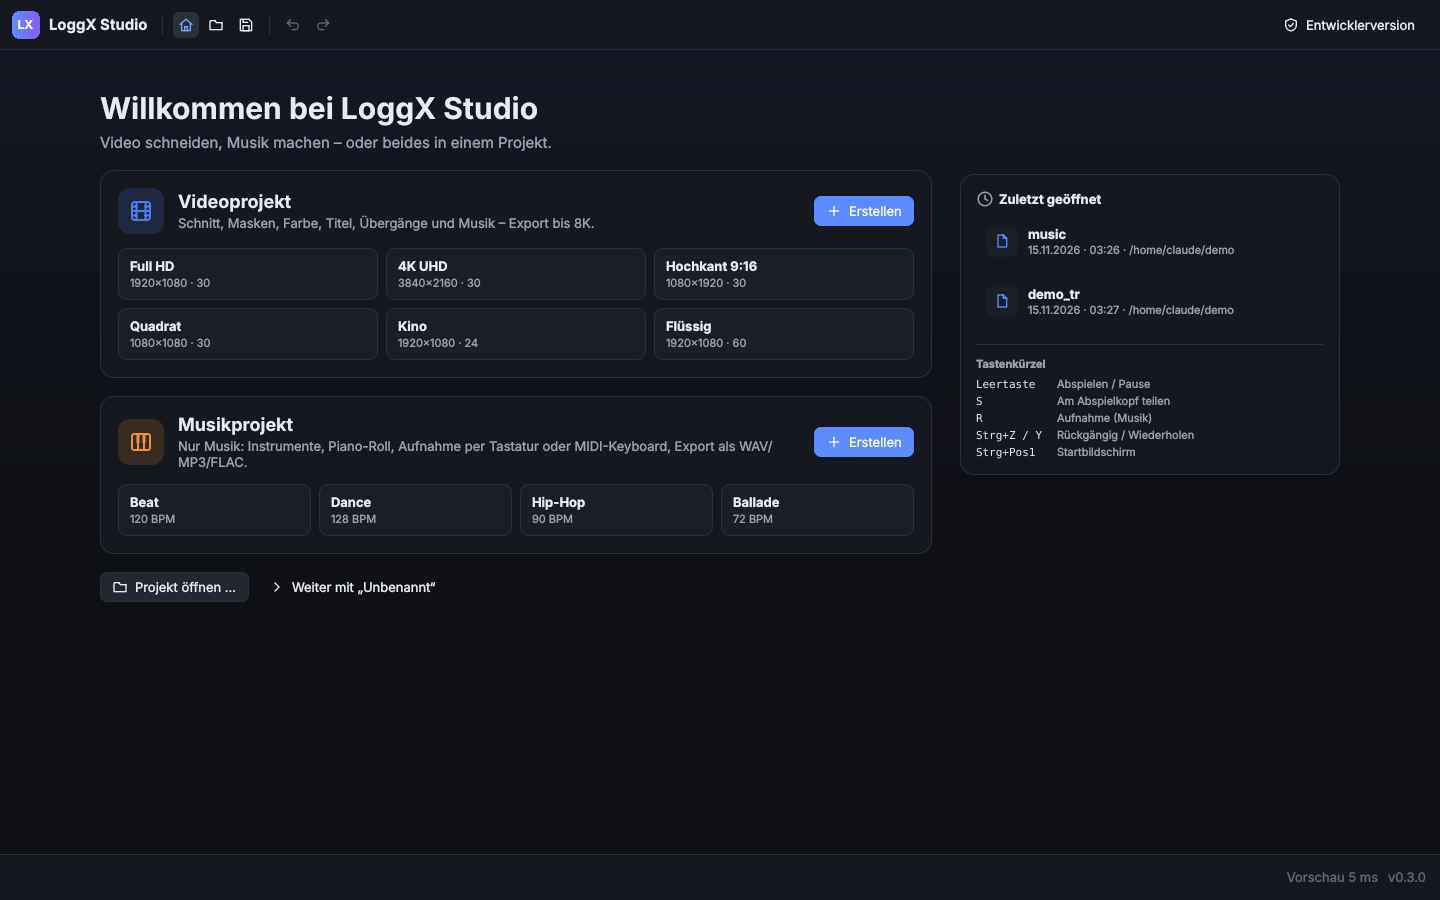 LX LoggX Studio
Entwicklerversion
Willkommen bei LoggX Studio
Video schneiden, Musik machen – oder beides in einem Projekt.
Videoprojekt
Schnitt, Masken, Farbe, Titel, Übergänge und Musik – Export bis 8K.
Erstellen
Full HD
1920×1080 · 30
4K UHD
3840×2160 · 30
Hochkant 9:16
1080×1920 · 30
Quadrat
1080×1080 · 30
Kino
1920×1080 · 24
Flüssig
1920×1080 · 60
Musikprojekt
Nur Musik: Instrumente, Piano-Roll, Aufnahme per Tastatur oder MIDI-Keyboard, Export als WAV/
MP3/FLAC.
Erstellen
Beat
120 BPM
Dance
128 BPM
Hip-Hop
90 BPM
Ballade
72 BPM
Projekt öffnen ...
Weiter mit „Unbenannt“
Zuletzt geöffnet
music
15.11.2026 · 03:26 · /home/claude/demo
demo_tr
15.11.2026 · 03:27 · /home/claude/demo
Tastenkürzel
Leertaste Abspielen / Pause
S Am Abspielkopf teilen
R Aufnahme (Musik)
Strg+Z / Y Rückgängig / Wiederholen
Strg+Pos1 Startbildschirm
Vorschau 5 ms v0.3.0